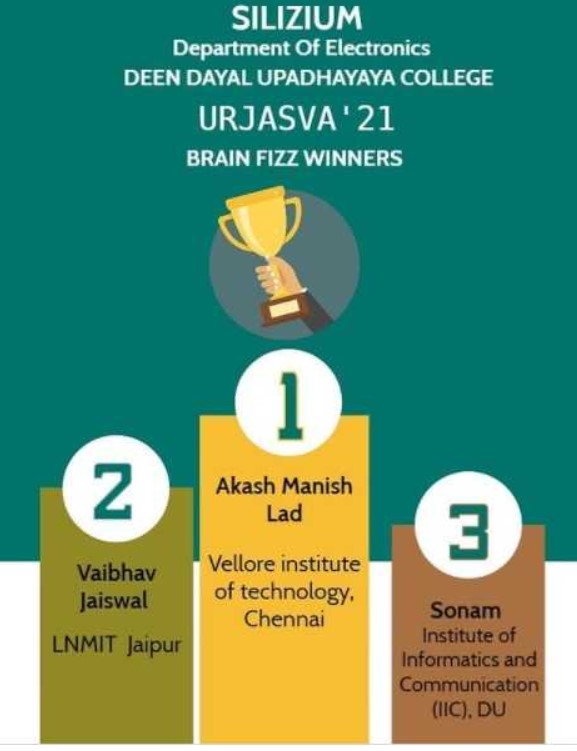 SILIZIUM
Department Of Electronics
DEEN DAYAL UPADHAYAYA COLLEGE
URJASVA'21
BRAIN FIZZ WINNERS
1
Akash Manish
Lad
Vellore institute
of technology,
Chennai
2
Vaibhav
Jaiswal
LNMIT Jaipur
3
Sonam
Institute of
Informatics and
Communication
(IIC), DU